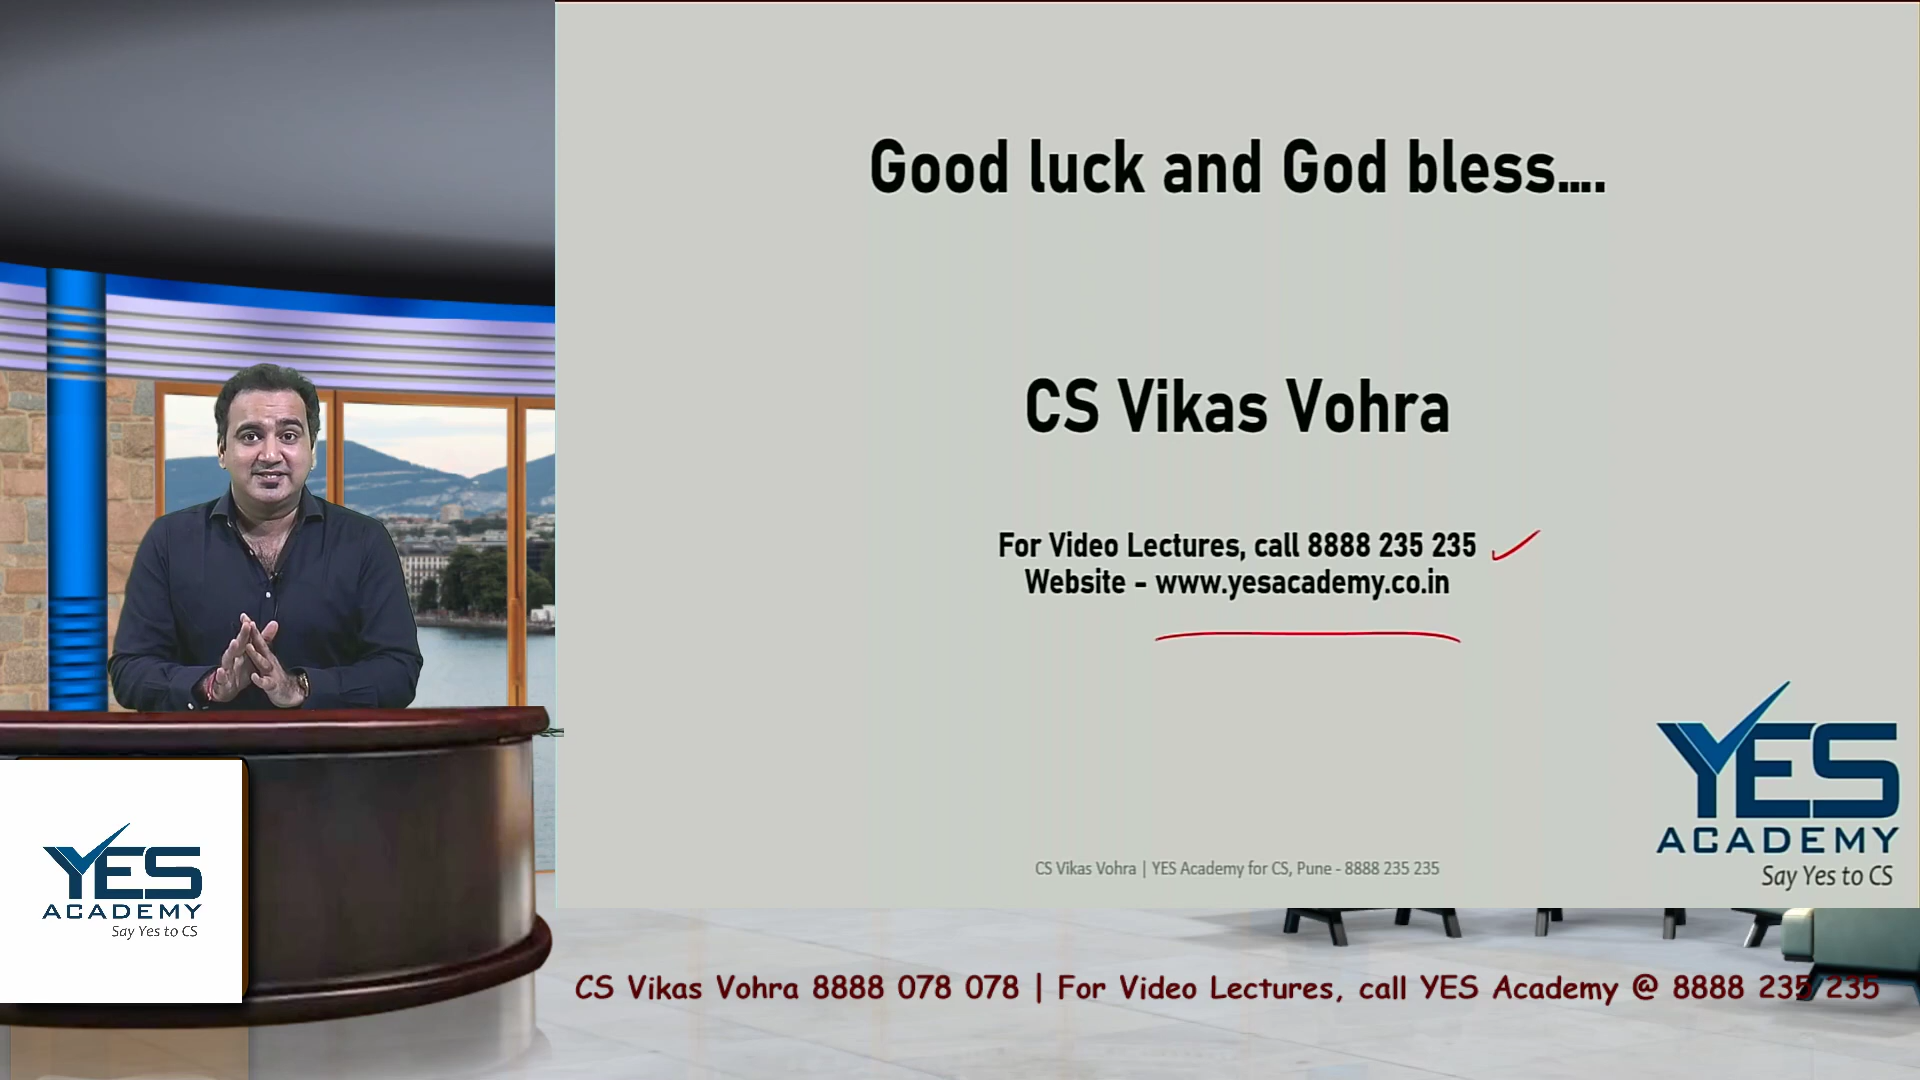 Good luck and God bless....
CS Vikas Vohra
For Video Lectures, call 8888 235 235
Website - www.yesacademy.co.in
YES
ACADEMY
Say Yes to CS
CS Vikas Vohra | YES Academy for CS, Pune - 8888 235 235
YES
ACADEMY
Say Yes to CS
CS Vikas Vohra 8888 078 078 | For Video Lectures, call YES Academy @ 8888 235 235